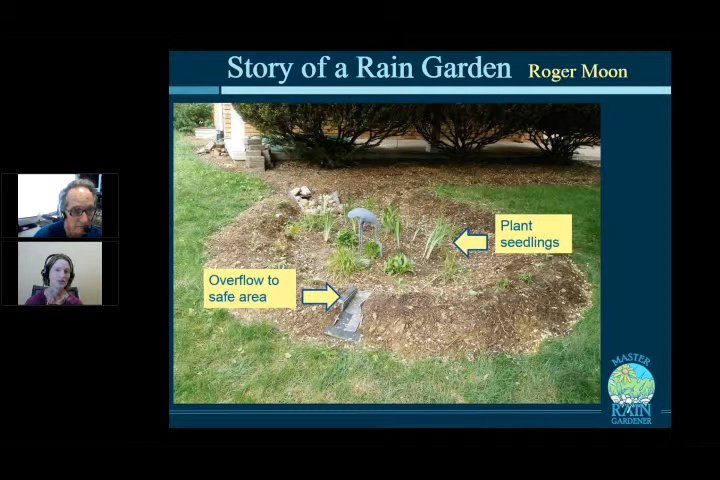 Story of a Rain Garden Roger Moon
Plant
seedlings
Overflow to
safe area
MASTER
RAIN
GARDENER